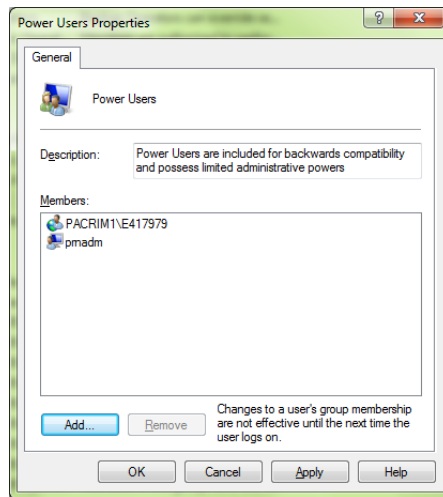 Power Users Properties
General
Power Users
Description:
Power Users are included for backwards compatibility
and possess limited administrative powers
Members:
PACRIM1\E417979
pmadm
Add...
Remove
Changes to a user's group membership
are not effective until the next time the
user logs on.
OK
Cancel
Apply
Help